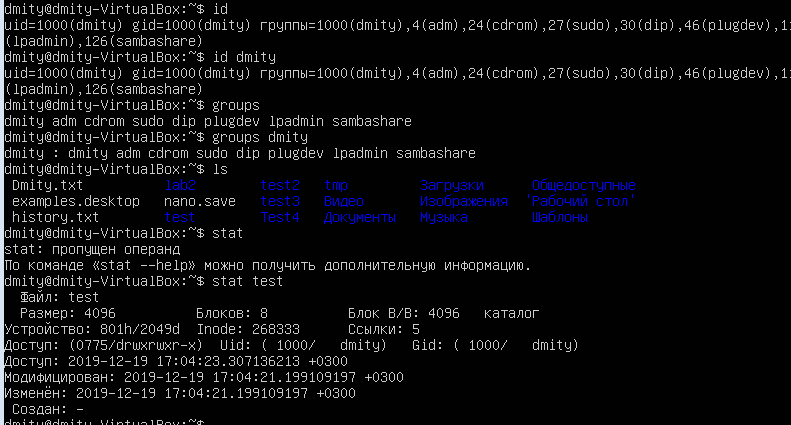 dmity@dmity-VirtualBox:~$ id
uid=1000(dmity) gid=1000(dmity) группы=1000(dmity),4(adm),24(cdrom),27(sudo),30(dip),46(plugdev),11
(lpadmin),126(sambashare)
dmity@dmity-VirtualBox:~$ id dmity
uid=1000(dmity) gid=1000(dmity) группы=1000(dmity),4(adm),24(cdrom),27(sudo),30(dip),46(plugdev),11
(lpadmin),126(sambashare)
dmity@dmity-VirtualBox:~$ groups
dmity adm cdrom sudo dip plugdev lpadmin sambashare
dmity@dmity-VirtualBox:~$ groups dmity
dmity : dmity adm cdrom sudo dip plugdev lpadmin sambashare
dmity@dmity-VirtualBox:~$ ls
Dmity.txt lab2 test2 tmp Загрузки Общедоступные
examples.desktop nano.save test3 Видео Изображения 'Рабочий стол'
history.txt test Test4 Документы Музыка Шаблоны
dmity@dmity-VirtualBox:~$ stat
stat: пропущен операнд
По команде «stat --help» можно получить дополнительную информацию.
dmity@dmity-VirtualBox:~$ stat test
Файл: test
Размер: 4096 Блоков: 8 Блок В/В: 4096 каталог
Устройство: 801h/2049d Inode: 268333 Ссылки: 5
Доступ: (0775/drwxrwxr-x) Uid: ( 1000/ dmity) Gid: ( 1000/ dmity)
Доступ: 2019-12-19 17:04:23.307136213 +0300
Модифицирован: 2019-12-19 17:04:21.199109197 +0300
Изменён: 2019-12-19 17:04:21.199109197 +0300
Создан: -
dmity@dmity-VirtualBox:~$